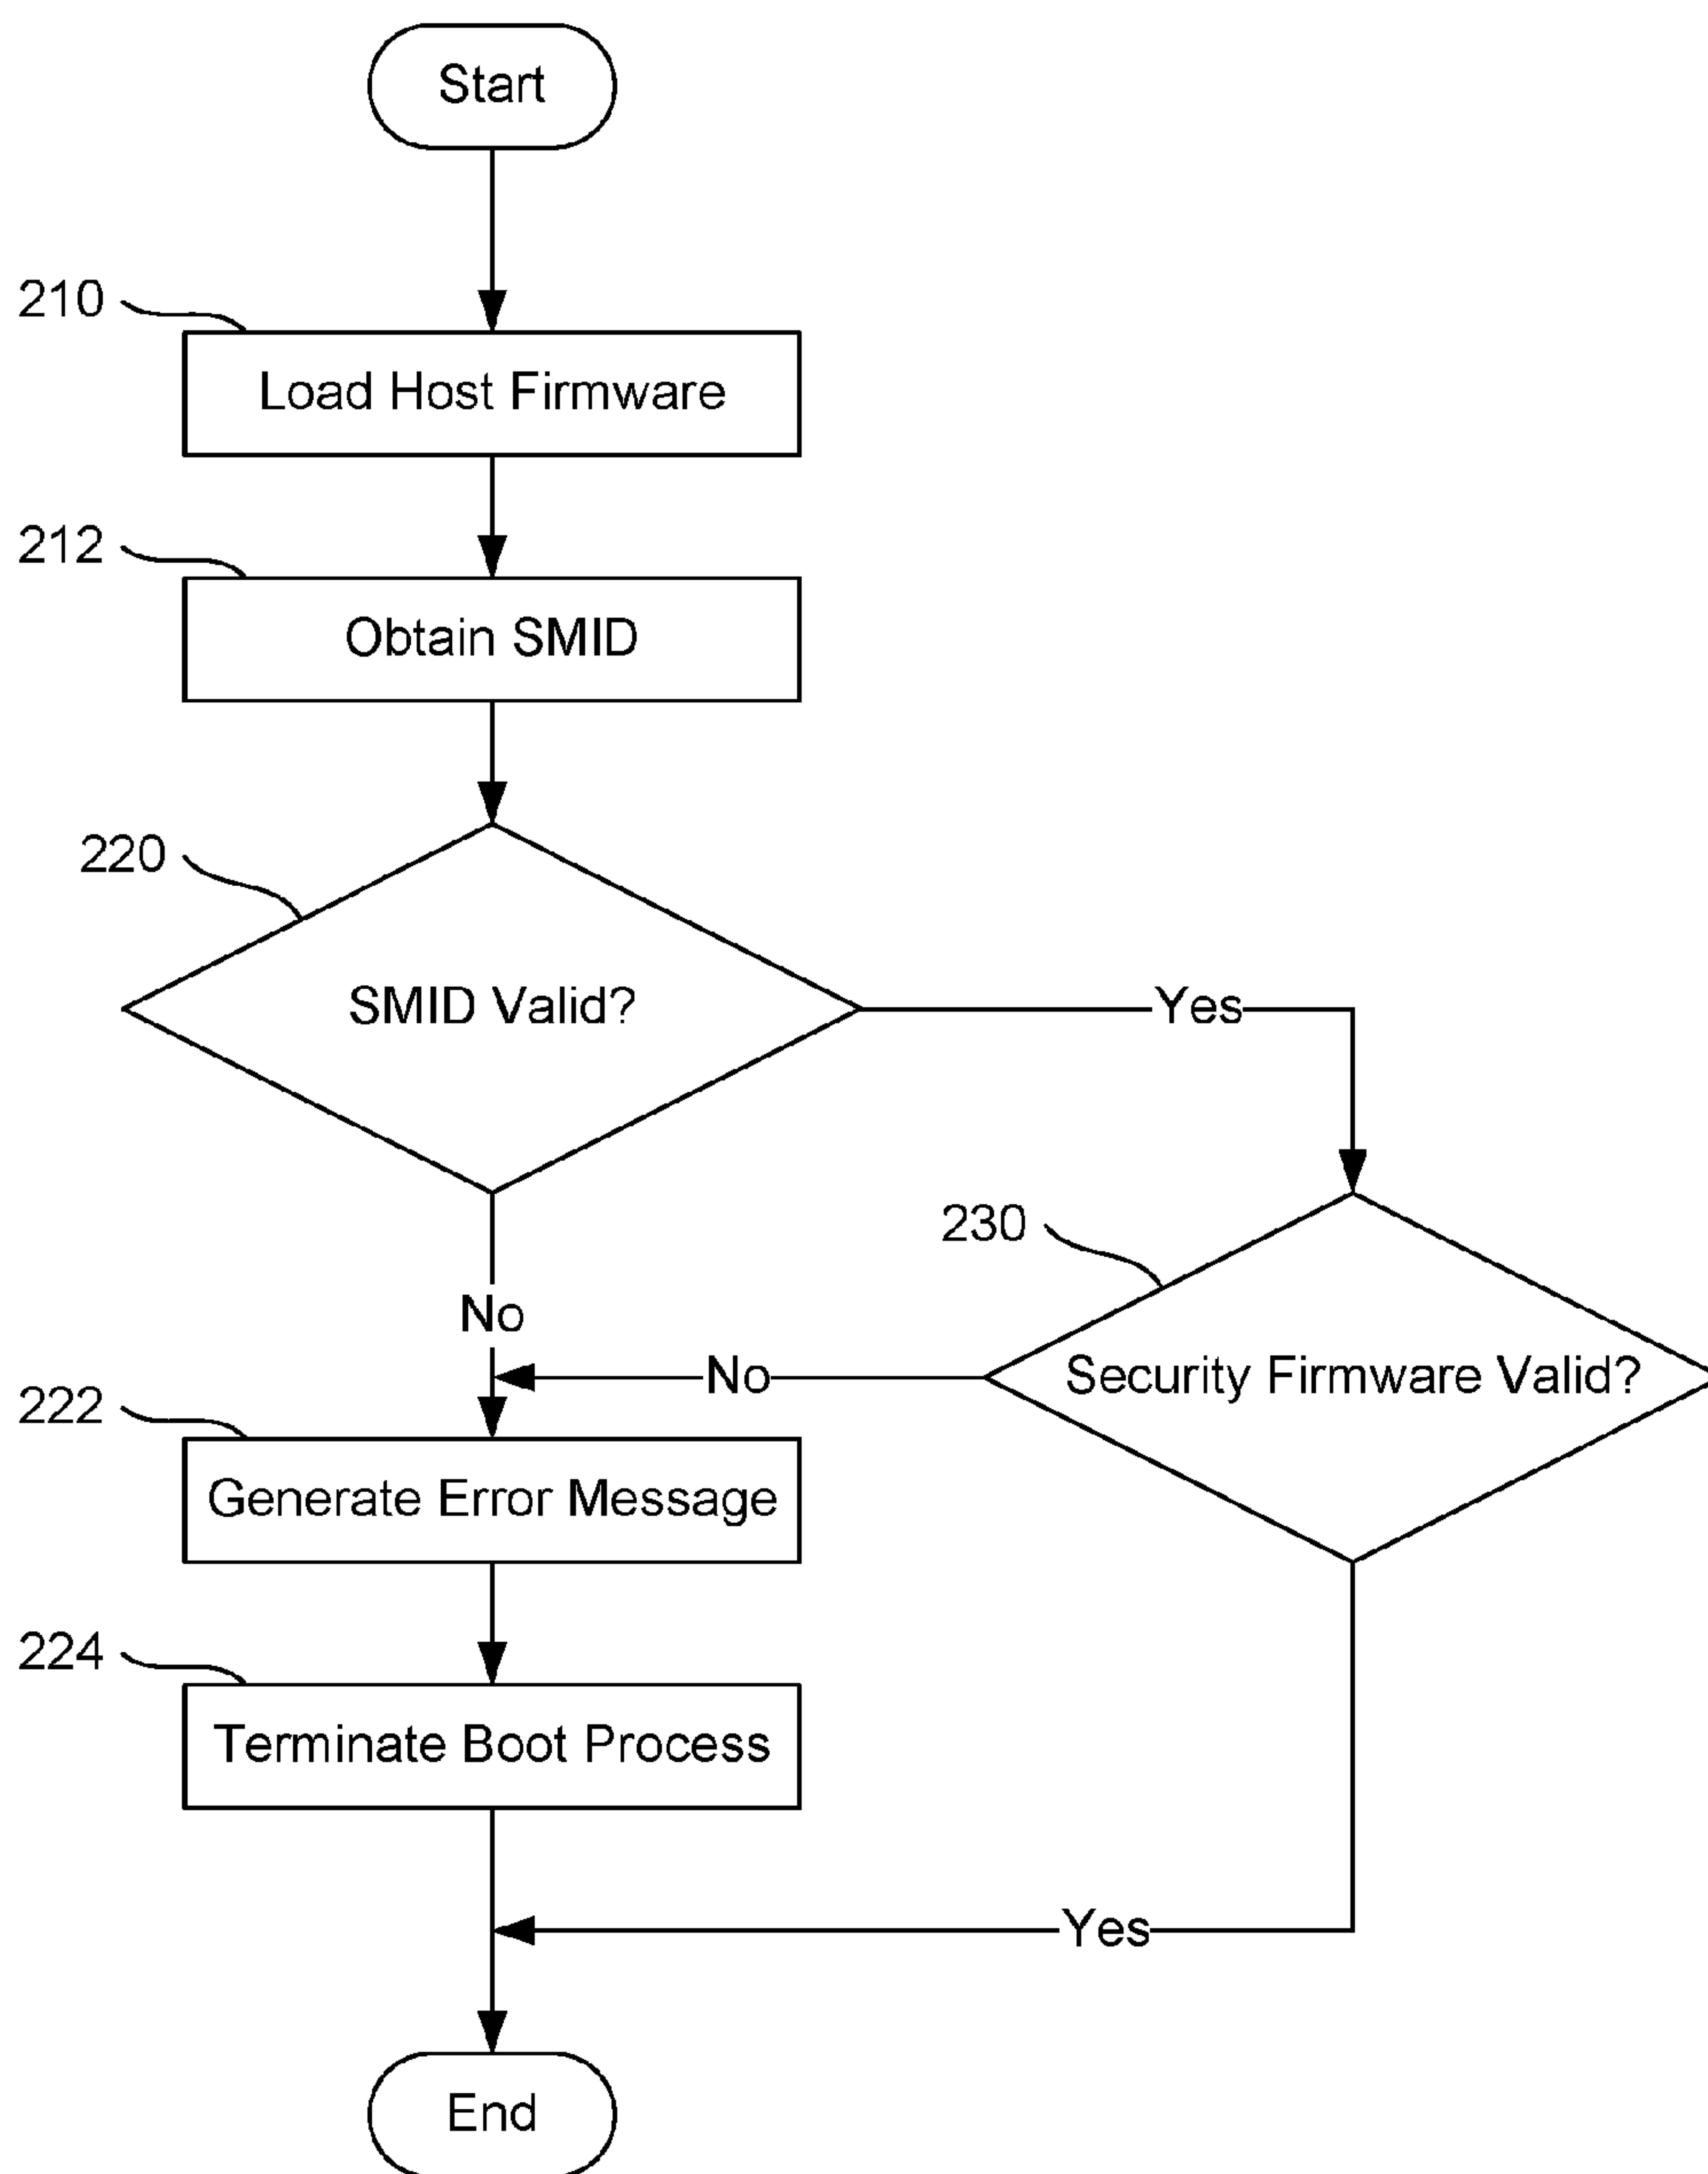 Start
210
Load Host Firmware
212
Obtain SMID
220
SMID Valid?
Yes
230
No
Security Firmware Valid?
No
222
Generate Error Message
224
Terminate Boot Process
Yes
End